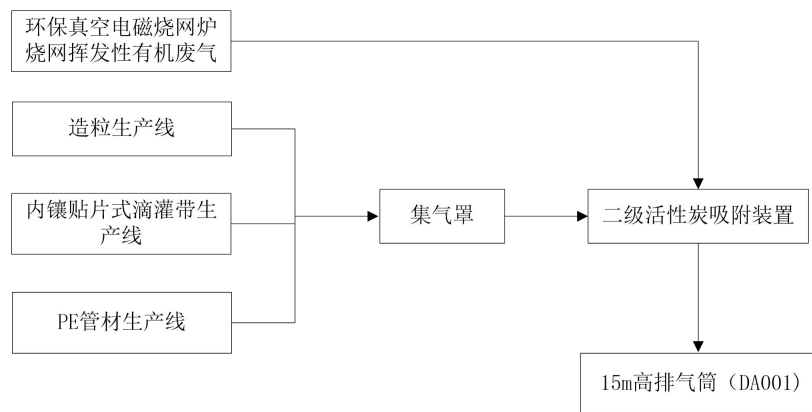 环保真空电磁烧网炉
烧网挥发性有机废气
造粒生产线
内镶贴片式滴灌带生
产线
集气罩
二级活性炭吸附装置
PE管材生产线
15m高排气筒（DA001）